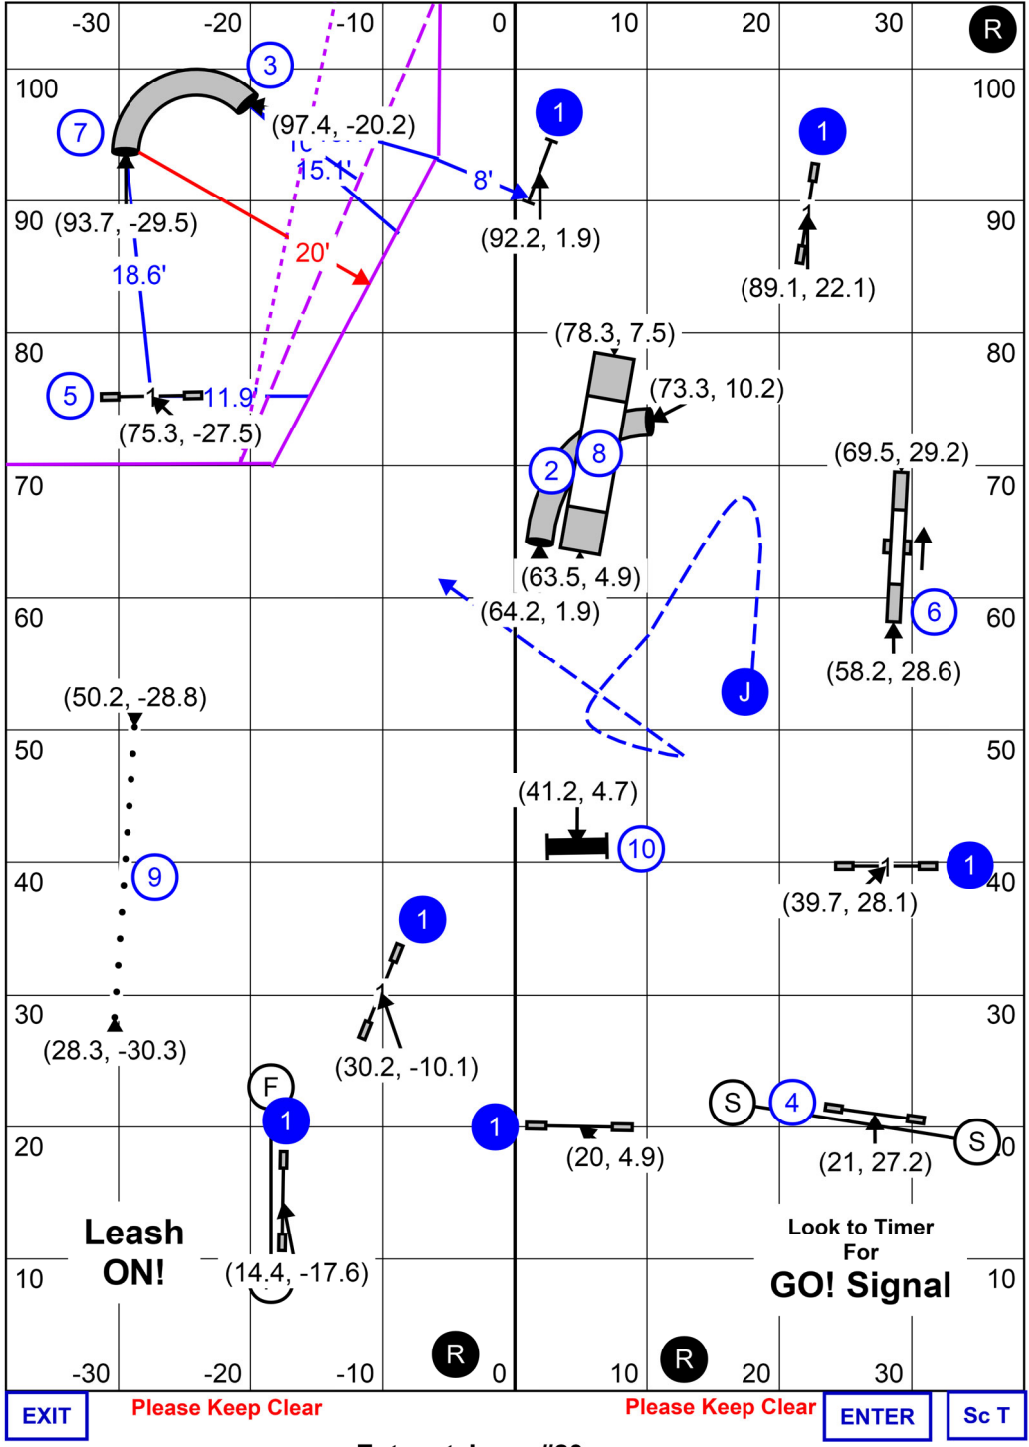 -30 -20 -10 0 10 20 30 R
3
100 100
1
(97.4, -20.2)
7
1
15.1'
8'
90 90
(93.7, -29.5)
(92.2, 1.9)
20'
18.6'
1
(89.1, 22.1)
(78.3, 7.5)
80 80
(73.3, 10.2)
5
1
11.9'
(75.3, -27.5)
2
8
(69.5, 29.2)
70 70
(63.5, 4.9)
(64.2, 1.9)
60 60
6
(58.2, 28.6)
J
(50.2, -28.8)
50 50
(41.2, 4.7)
10
1
1
40 40
9
(39.7, 28.1)
1
1
30 30
(28.3, -30.3)
(30.2, -10.1)
F
1
1
S
4
S
20
(20, 4.9)
(21, 27.2)
Leash
ON!
Look to Timer
For
GO! Signal
(14.4, -17.6)
10 10
R
R
-30 -20 -10 0 10 20 30
EXIT
Please Keep Clear
Please Keep Clear
ENTER
Sc T